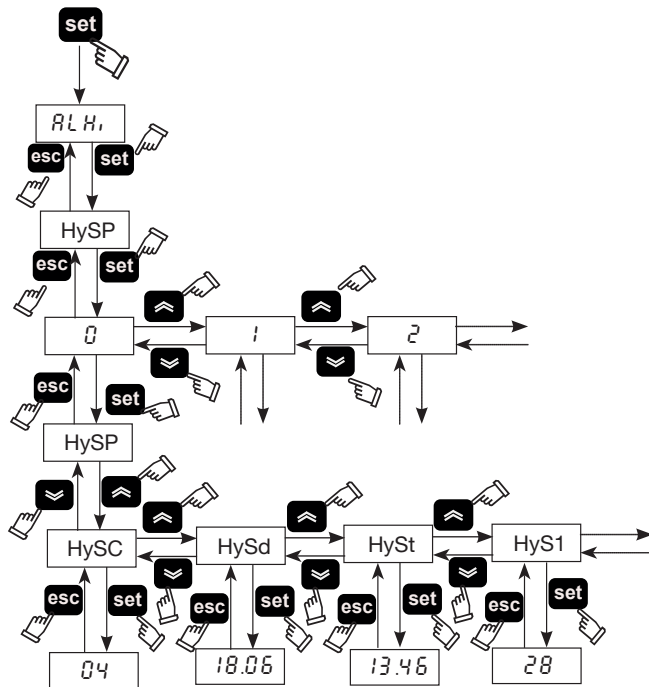 set
ALHi
esc set
HySP
esc set
0 1 2
esc set
HySP
HySC HySd HySt HyS1
esc set esc set esc set esc set
04 18.06 13.46 28